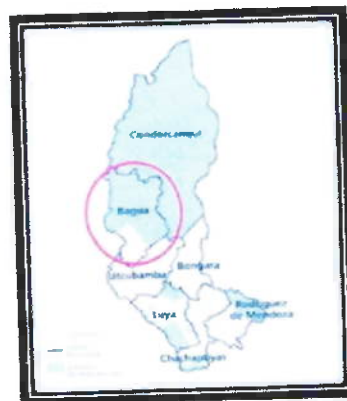 Condorcanqui
Bagua
Utcubamba
Bongara
Luya
Rodriguez
de Mendoza
Chachapoyas